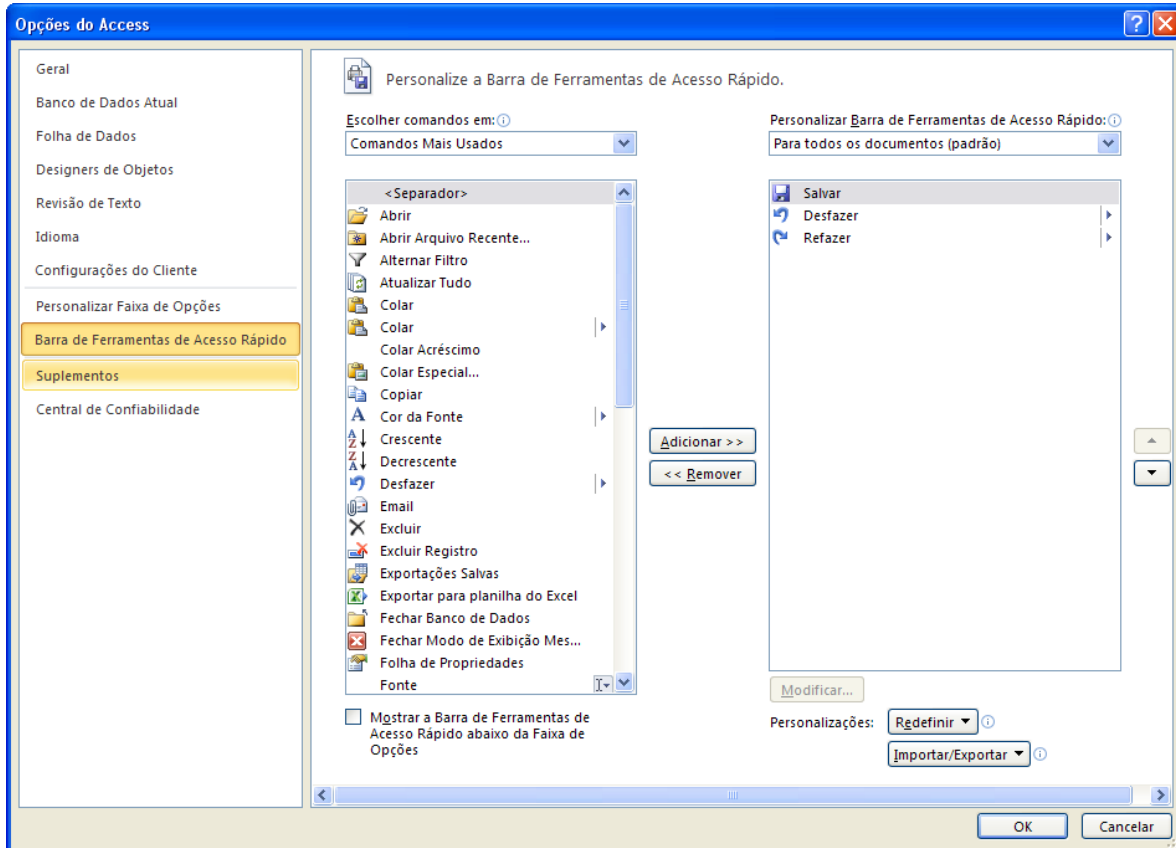 Opções do Access
Geral
Banco de Dados Atual
Folha de Dados
Designers de Objetos
Revisão de Texto
Idioma
Configurações do Cliente
Personalizar Faixa de Opções
Barra de Ferramentas de Acesso Rápido
Suplementos
Central de Confiabilidade
Personalize a Barra de Ferramentas de Acesso Rápido.
Escolher comandos em:
Comandos Mais Usados
<Separador>
Abrir
Abrir Arquivo Recente...
Alternar Filtro
Atualizar Tudo
Colar
Colar
Colar Acréscimo
Colar Especial...
Copiar
Cor da Fonte
Crescente
Decrescente
Desfazer
Email
Excluir
Excluir Registro
Exportações Salvas
Exportar para planilha do Excel
Fechar Banco de Dados
Fechar Modo de Exibição Mes...
Folha de Propriedades
Fonte
Mostrar a Barra de Ferramentas de
Acesso Rápido abaixo da Faixa de
Opções
Adicionar >>
<< Remover
Personalizar Barra de Ferramentas de Acesso Rápido:
Para todos os documentos (padrão)
Salvar
Desfazer
Refazer
Modificar...
Personalizações:
Redefinir
Importar/Exportar
OK
Cancelar